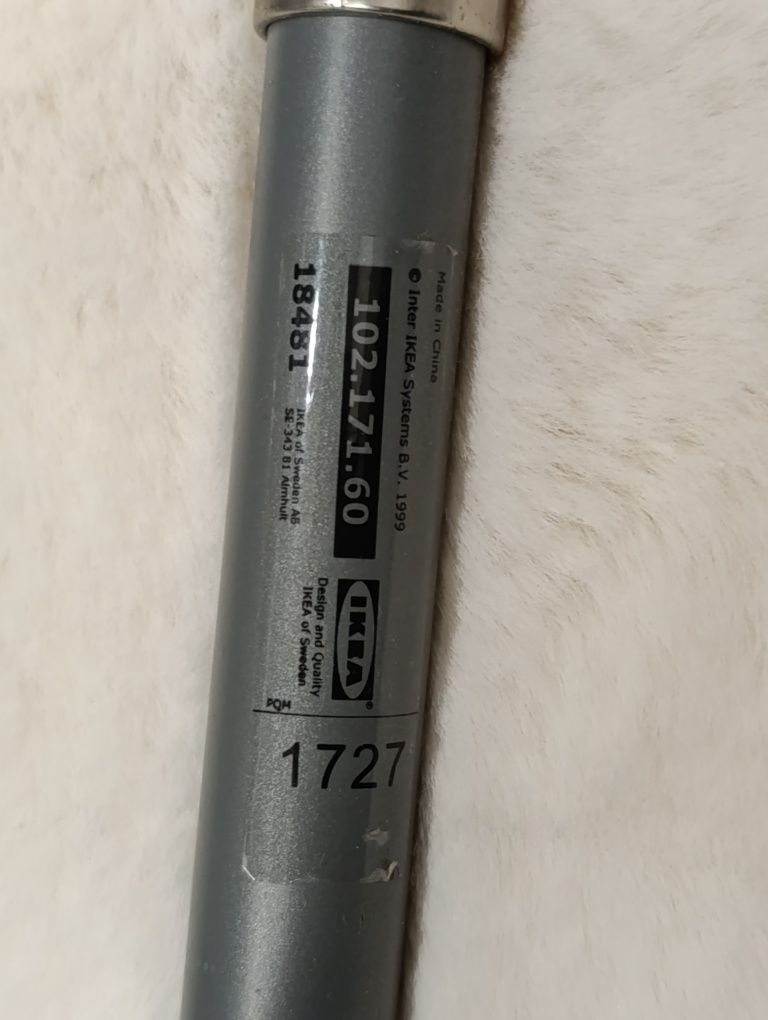 Made in China
© Inter IKEA Systems B.V. 1999
102.171.60
18481
IKEA of Sweden AB
SE-343 81 Älmhult
IKEA®
Design and Quality
IKEA of Sweden
PQM
1727